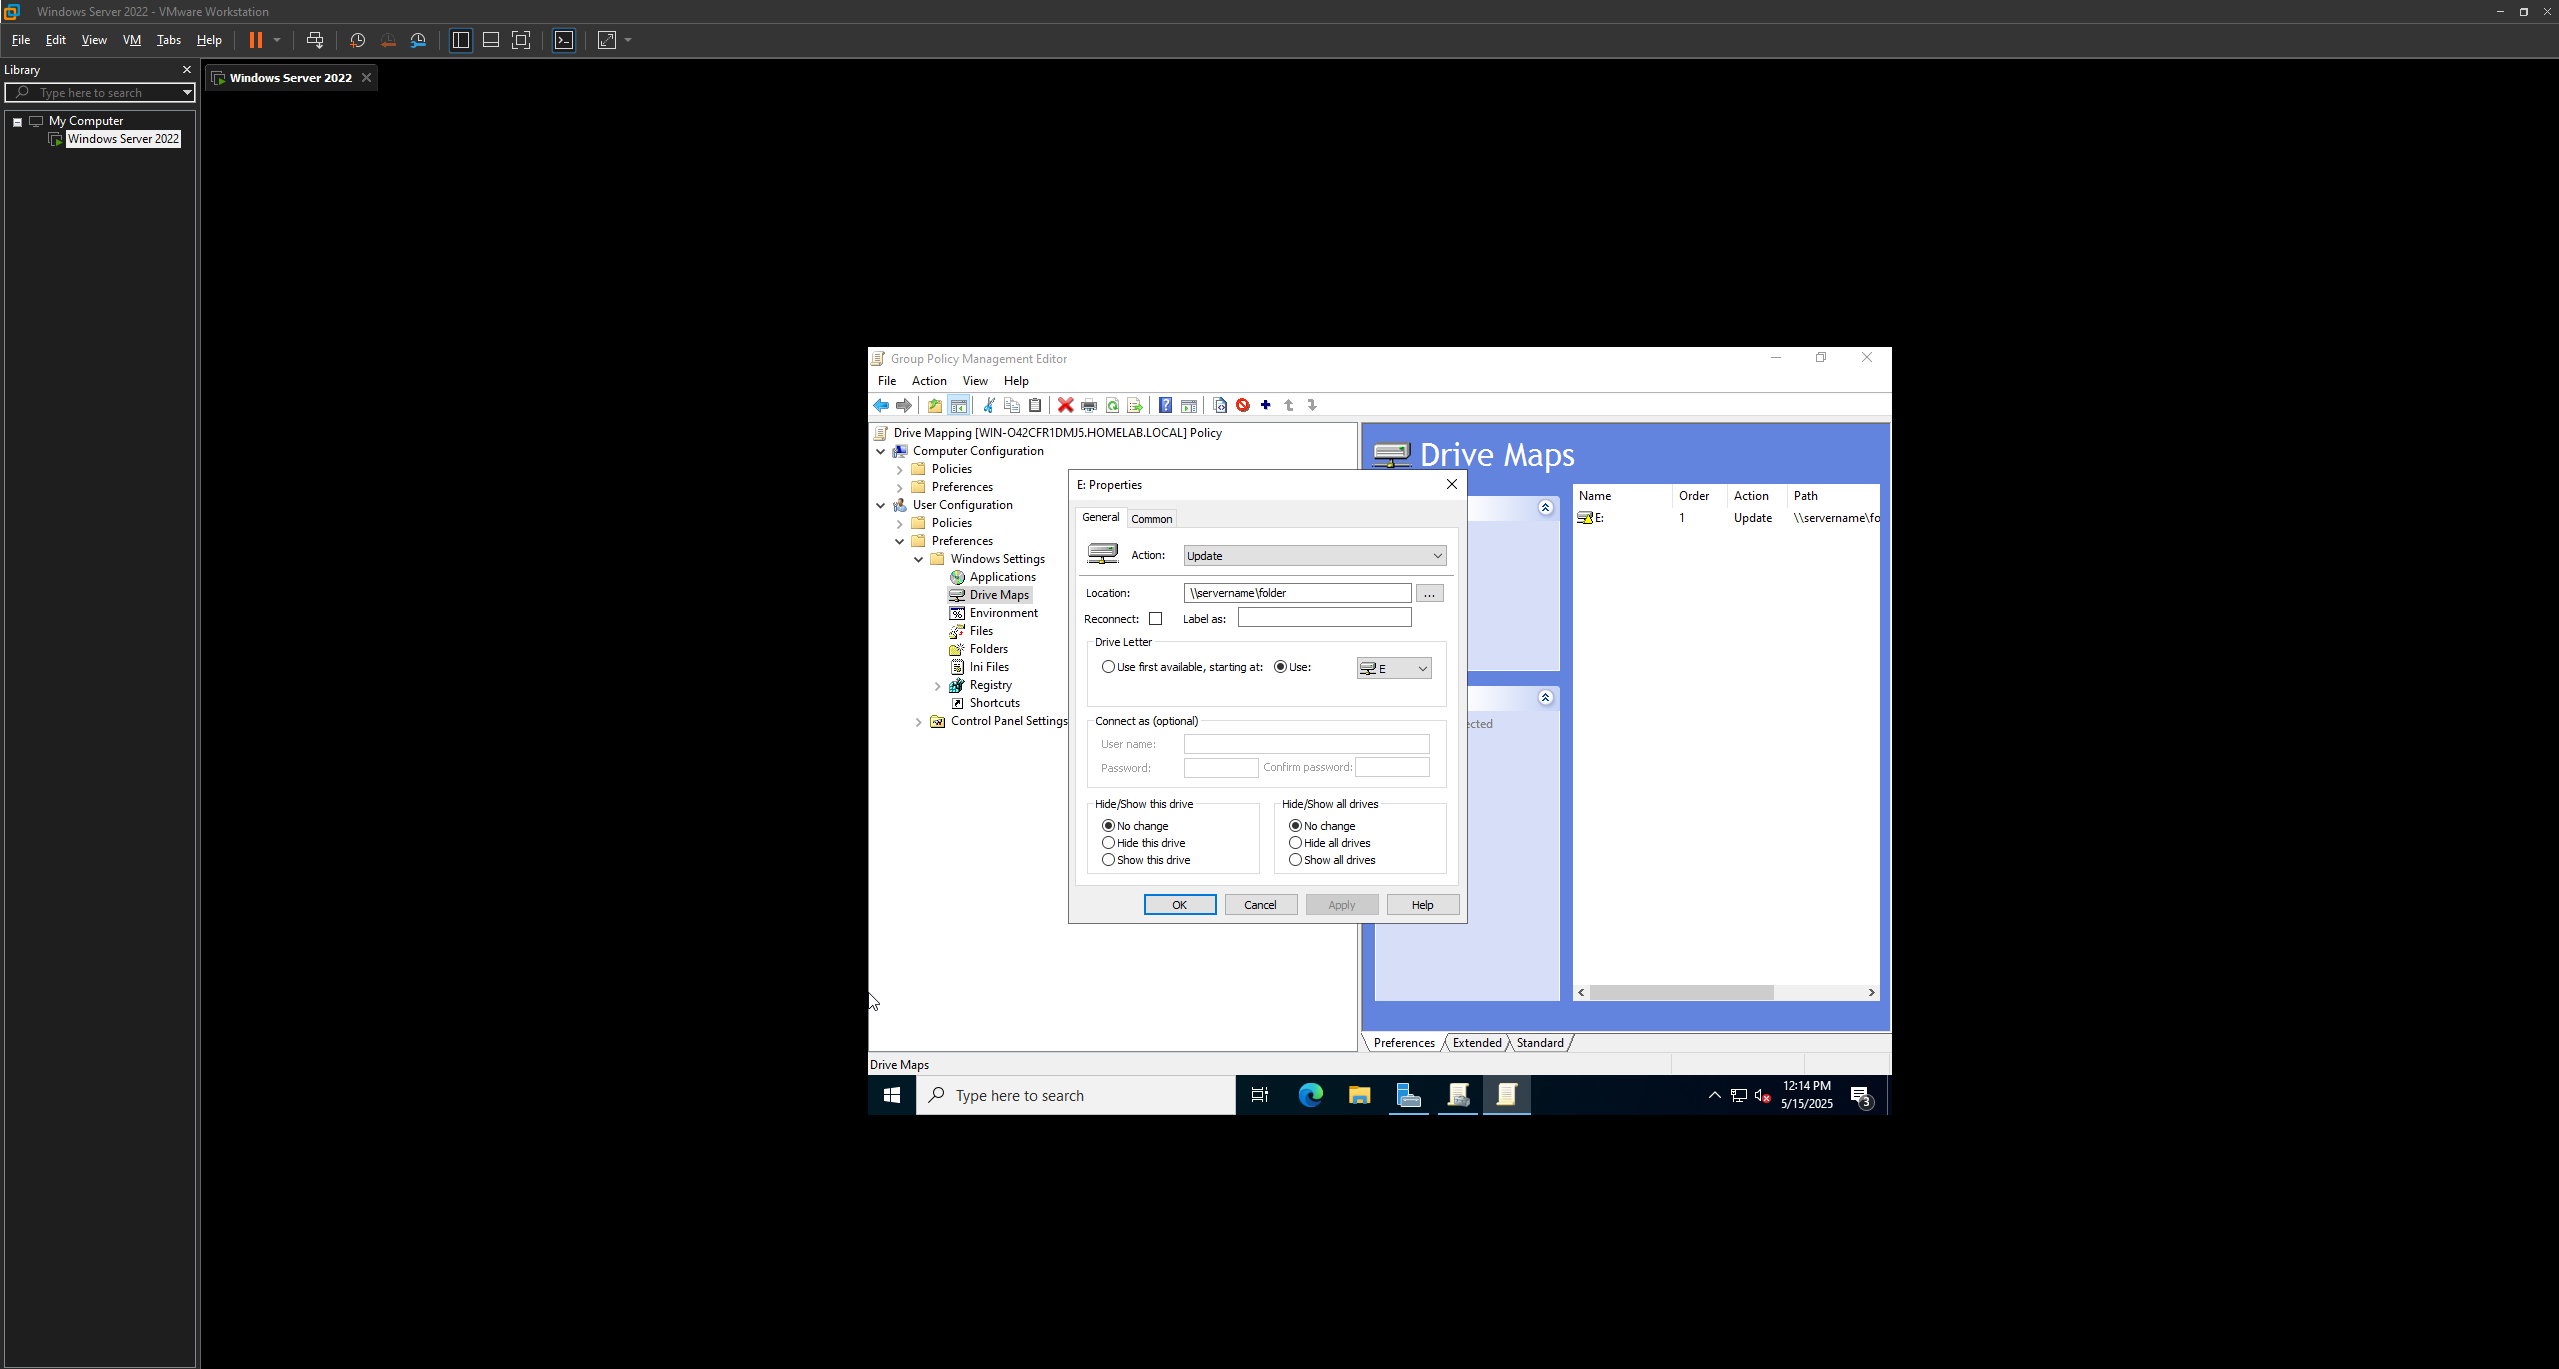 Windows Server 2022 - VMware Workstation
File Edit View VM Tabs Help
Library
Type here to search
My Computer
Windows Server 2022
Windows Server 2022
Group Policy Management Editor
File Action View Help
Drive Mapping [WIN-O42CFR1DMJ5.HOMELAB.LOCAL] Policy
Computer Configuration
Policies
Preferences
User Configuration
Policies
Preferences
Windows Settings
Applications
Drive Maps
Environment
Files
Folders
Ini Files
Registry
Shortcuts
Control Panel Settings
E: Properties
General Common
Action: Update
Location: \\servername\folder ...
Reconnect: Label as:
Drive Letter
Use first available, starting at: Use: E
Connect as (optional)
User name:
Password: Confirm password:
Hide/Show this drive
No change
Hide this drive
Show this drive
Hide/Show all drives
No change
Hide all drives
Show all drives
OK Cancel Apply Help
Drive Maps
ected
Name Order Action Path
E: 1 Update \\servername\fo
Preferences Extended Standard
Drive Maps
Type here to search
12:14 PM
5/15/2025
3